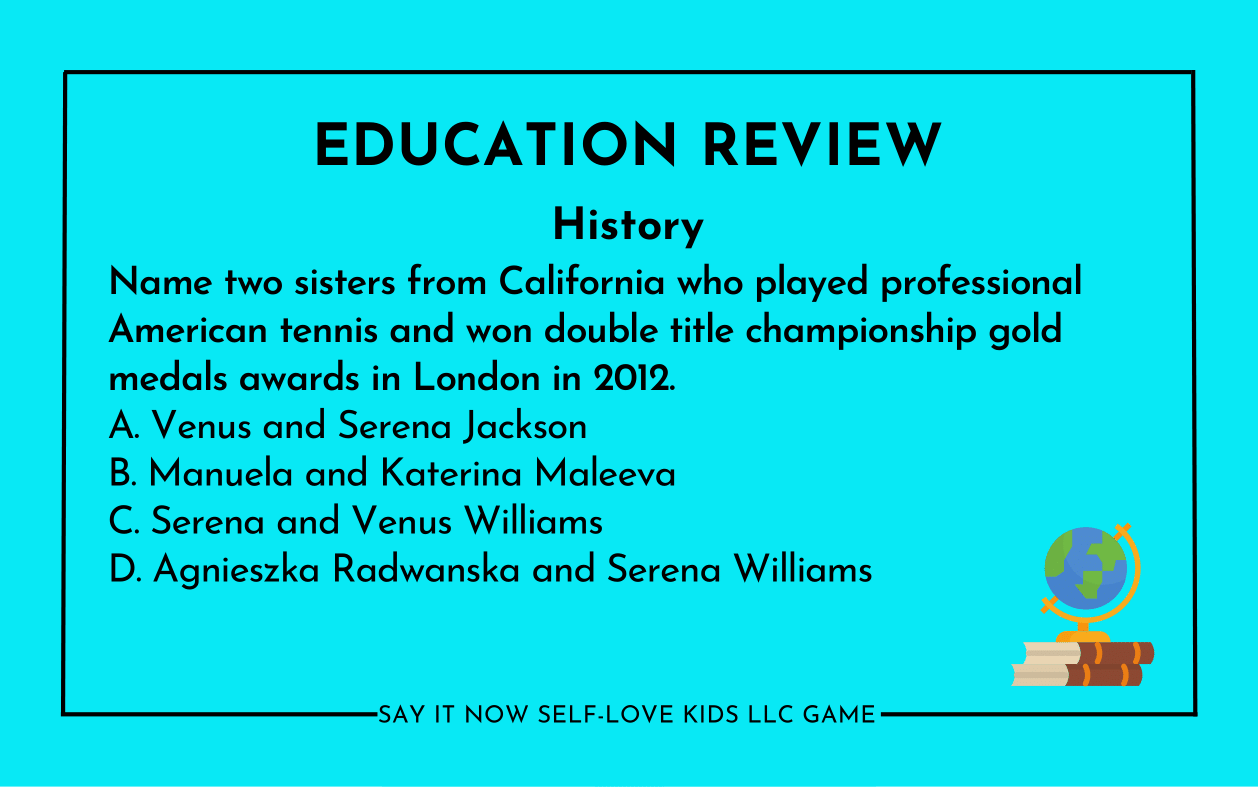 EDUCATION REVIEW
History
Name two sisters from California who played professional
American tennis and won double title championship gold
medals awards in London in 2012.
A. Venus and Serena Jackson
B. Manuela and Katerina Maleeva
C. Serena and Venus Williams
D. Agnieszka Radwanska and Serena Williams
SAY IT NOW SELF-LOVE KIDS LLC GAME